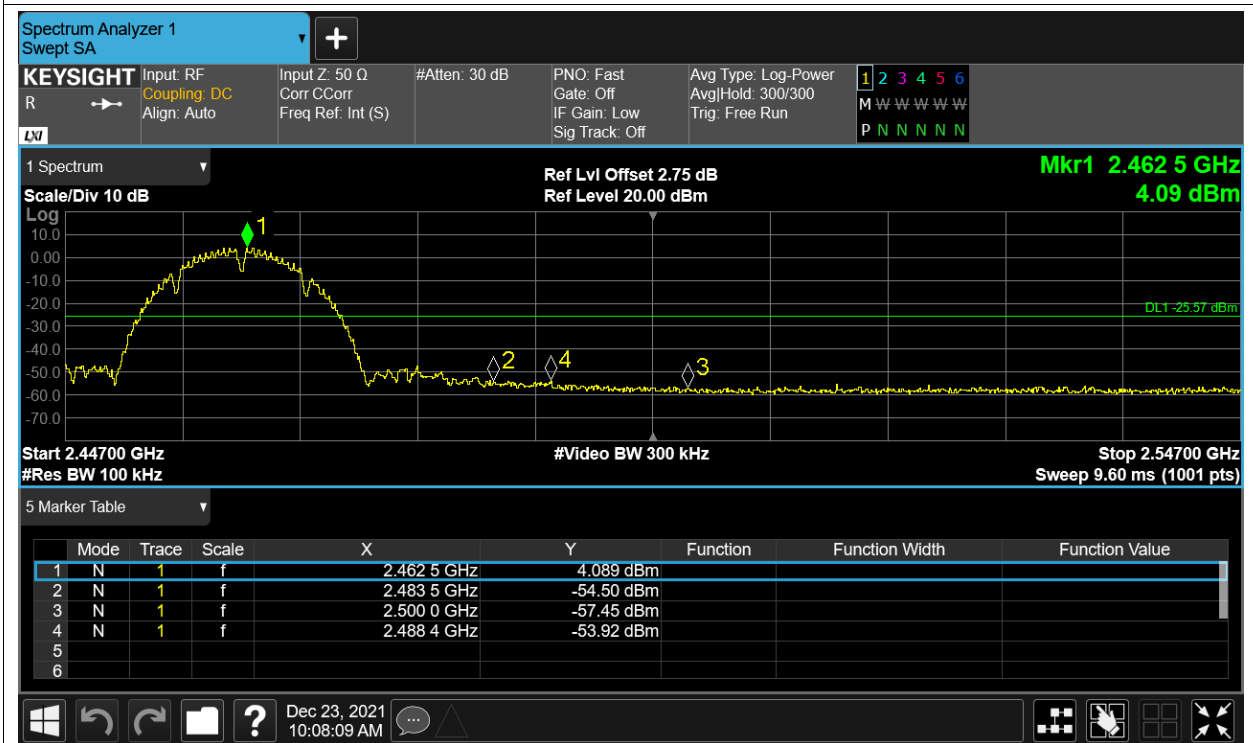 Spectrum Analyzer 1
Swept SA
+
KEYSIGHT
R
LXI
Input: RF
Coupling: DC
Align: Auto
Input Z: 50 Ω
Corr CCorr
Freq Ref: Int (S)
#Atten: 30 dB
PNO: Fast
Gate: Off
IF Gain: Low
Sig Track: Off
Avg Type: Log-Power
Avg|Hold: 300/300
Trig: Free Run
1 2 3 4 5 6
M W W W W W
P N N N N N
1 Spectrum
Scale/Div 10 dB
Ref Lvl Offset 2.75 dB
Ref Level 20.00 dBm
Mkr1 2.462 5 GHz
4.09 dBm
Log
10.0
0.00
-10.0
-20.0
-30.0
-40.0
-50.0
-60.0
-70.0
1
2
4
3
DL1 -25.57 dBm
Start 2.44700 GHz
#Video BW 300 kHz
Stop 2.54700 GHz
#Res BW 100 kHz
Sweep 9.60 ms (1001 pts)
5 Marker Table
Mode Trace Scale X Y Function Function Width Function Value
1 N 1 f 2.462 5 GHz 4.089 dBm
2 N 1 f 2.483 5 GHz -54.50 dBm
3 N 1 f 2.500 0 GHz -57.45 dBm
4 N 1 f 2.488 4 GHz -53.92 dBm
5
6
?
Dec 23, 2021
10:08:09 AM